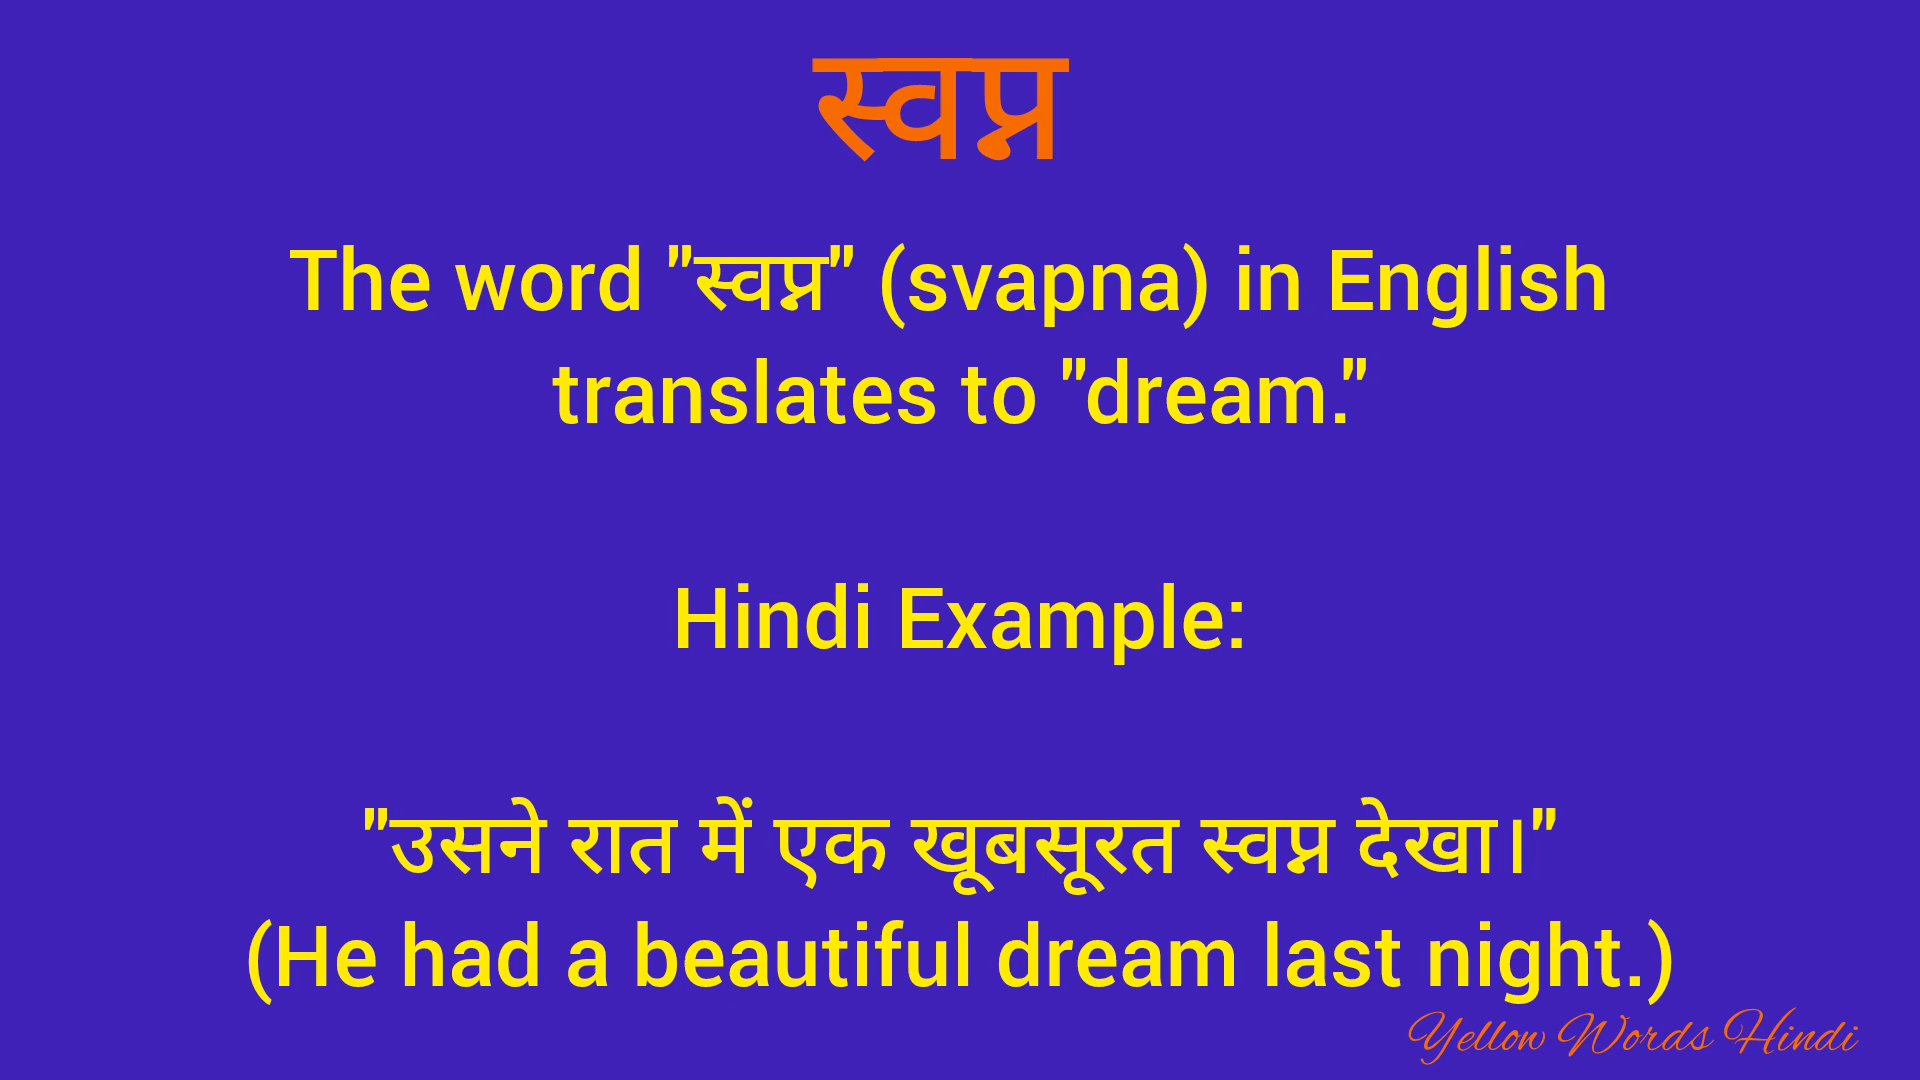 स्वप्न
The word "स्वप्न" (svapna) in English
translates to "dream."
Hindi Example:
"उसने रात में एक खूबसूरत स्वप्न देखा।"
(He had a beautiful dream last night.)
Yellow Words Hindi